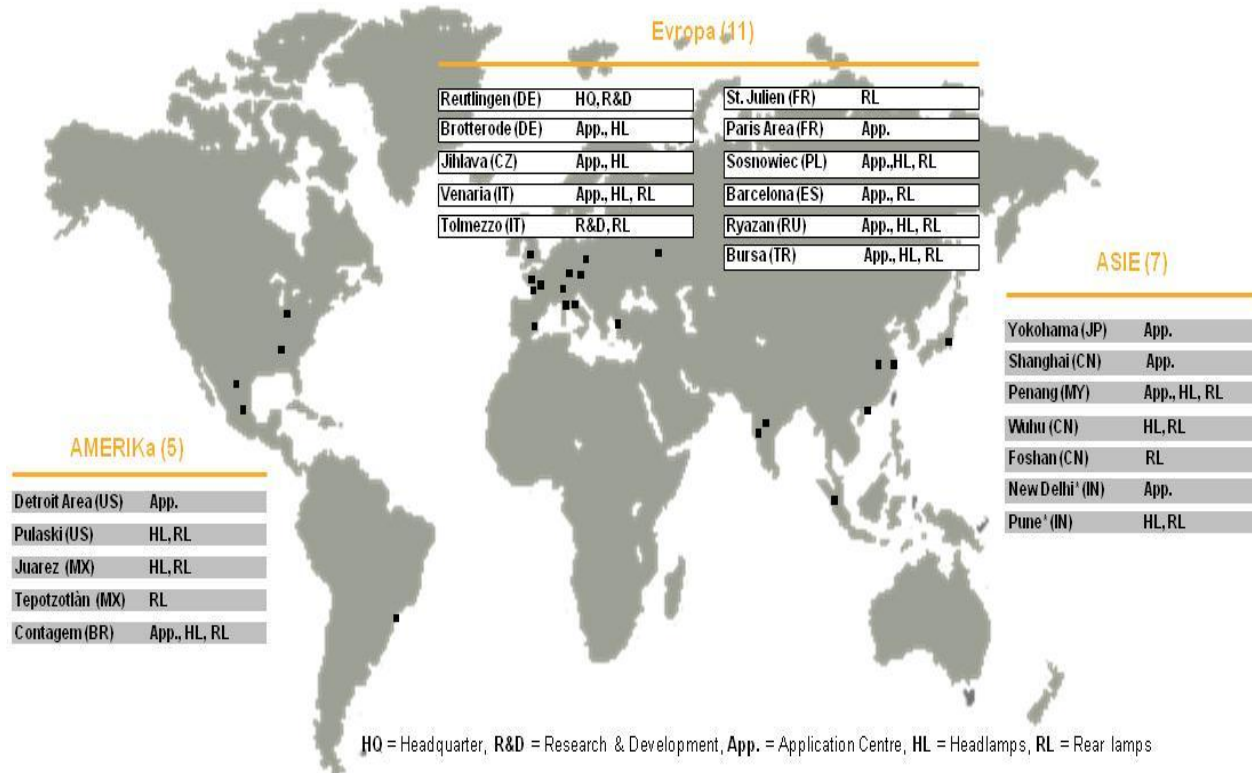 Evropa (11)
Reutlingen (DE) HQ, R&D
Brotterode (DE) App., HL
Jihlava (CZ) App., HL
Venaria (IT) App., HL, RL
Tolmezzo (IT) R&D, RL
St. Julien (FR) RL
Paris Area (FR) App.
Sosnowiec (PL) App.,HL, RL
Barcelona (ES) App., RL
Ryazan (RU) App., HL, RL
Bursa (TR) App., HL, RL
ASIE (7)
Yokohama (JP) App.
Shanghai (CN) App.
Penang (MY) App., HL, RL
Wuhu (CN) HL, RL
Foshan (CN) RL
New Delhi* (IN) App.
Pune* (IN) HL, RL
AMERIKa (5)
Detroit Area (US) App.
Pulaski (US) HL, RL
Juarez (MX) HL, RL
Tepotzotlàn (MX) RL
Contagem (BR) App., HL, RL
HQ = Headquarter, R&D = Research & Development, App. = Application Centre, HL = Headlamps, RL = Rear lamps